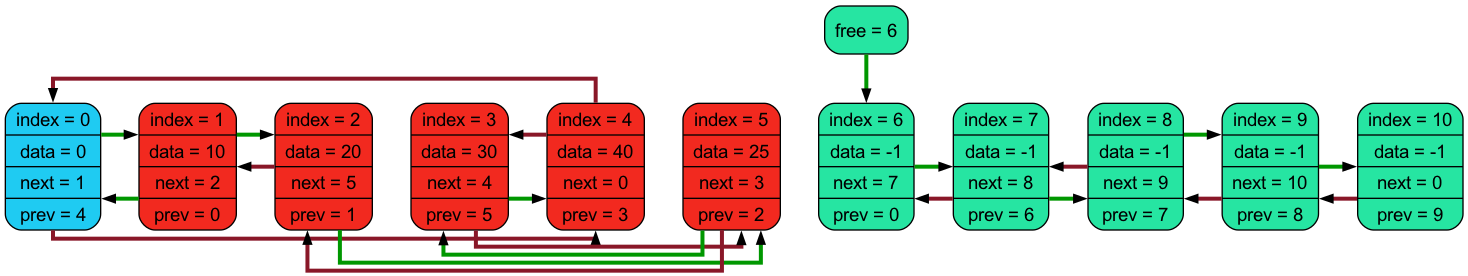 free = 6
index = 0
data = 0
next = 1
prev = 4
index = 1
data = 10
next = 2
prev = 0
index = 2
data = 20
next = 5
prev = 1
index = 3
data = 30
next = 4
prev = 5
index = 4
data = 40
next = 0
prev = 3
index = 5
data = 25
next = 3
prev = 2
index = 6
data = -1
next = 7
prev = 0
index = 7
data = -1
next = 8
prev = 6
index = 8
data = -1
next = 9
prev = 7
index = 9
data = -1
next = 10
prev = 8
index = 10
data = -1
next = 0
prev = 9